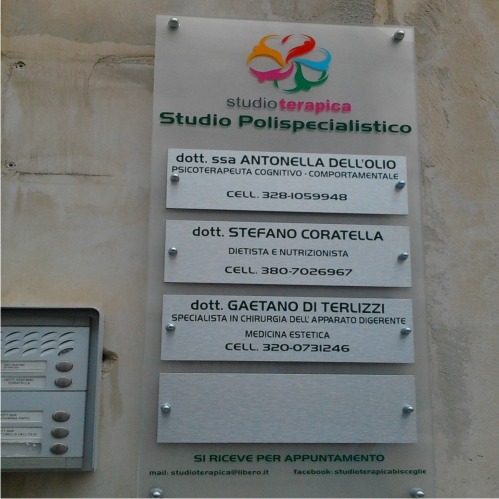 studioterapica
Studio Polispecialistico
dott. ssa ANTONELLA DELL'OLIO
PSICOTERAPEUTA COGNITIVO - COMPORTAMENTALE
CELL. 328-1059948
dott. STEFANO CORATELLA
DIETISTA E NUTRIZIONISTA
CELL. 380-7026967
dott. GAETANO DI TERLIZZI
SPECIALISTA IN CHIRURGIA DELL'APPARATO DIGERENTE
MEDICINA ESTETICA
CELL. 320-0731246
SI RICEVE PER APPUNTAMENTO
mail: studioterapica@libero.it facebook: studioterapicabisceglie